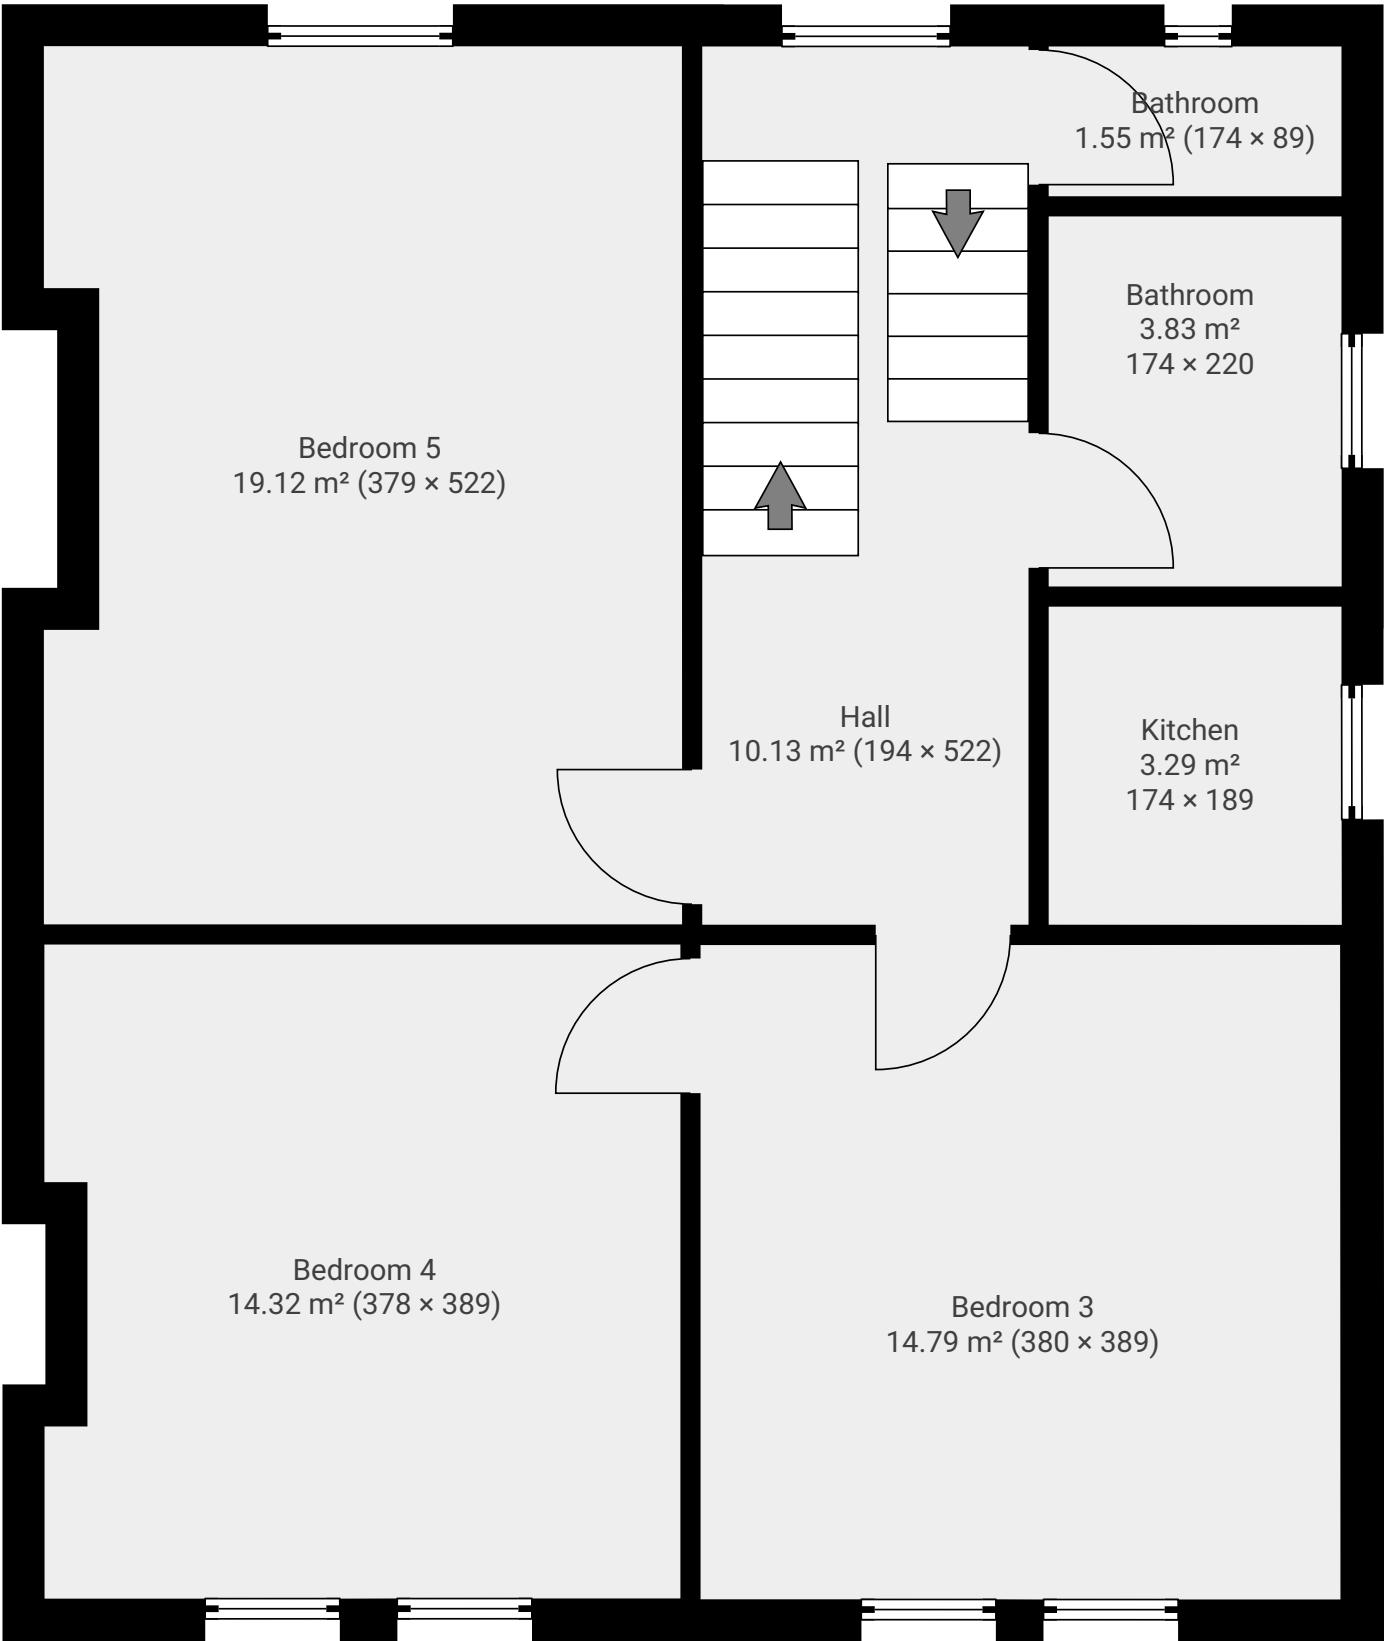 Bathroom
1.55 m² (174 × 89)
Bathroom
3.83 m²
174 × 220
Bedroom 5
19.12 m² (379 × 522)
Hall
10.13 m² (194 × 522)
Kitchen
3.29 m²
174 × 189
Bedroom 4
14.32 m² (378 × 389)
Bedroom 3
14.79 m² (380 × 389)